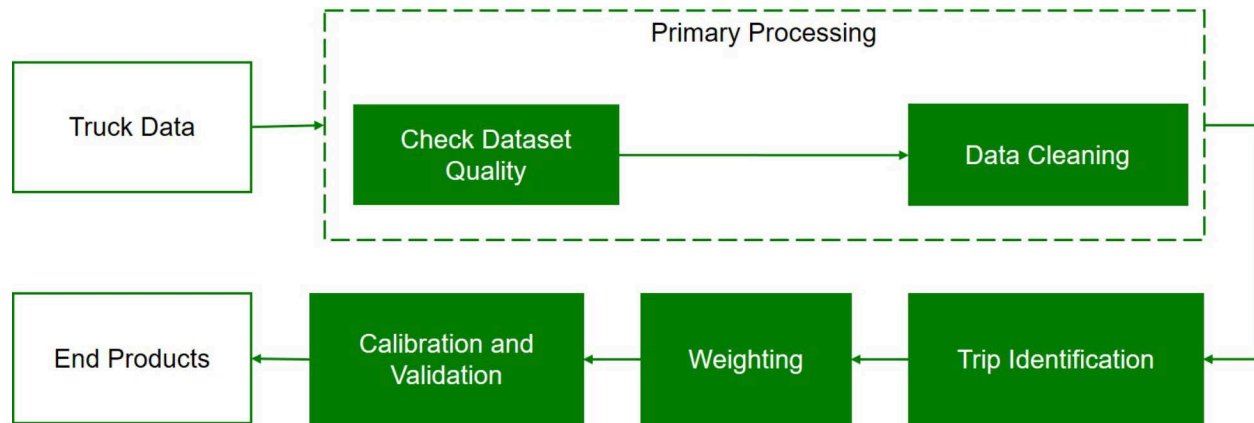 Primary Processing
Truck Data
Check Dataset
Quality
Data Cleaning
Trip Identification
Weighting
Calibration and
Validation
End Products